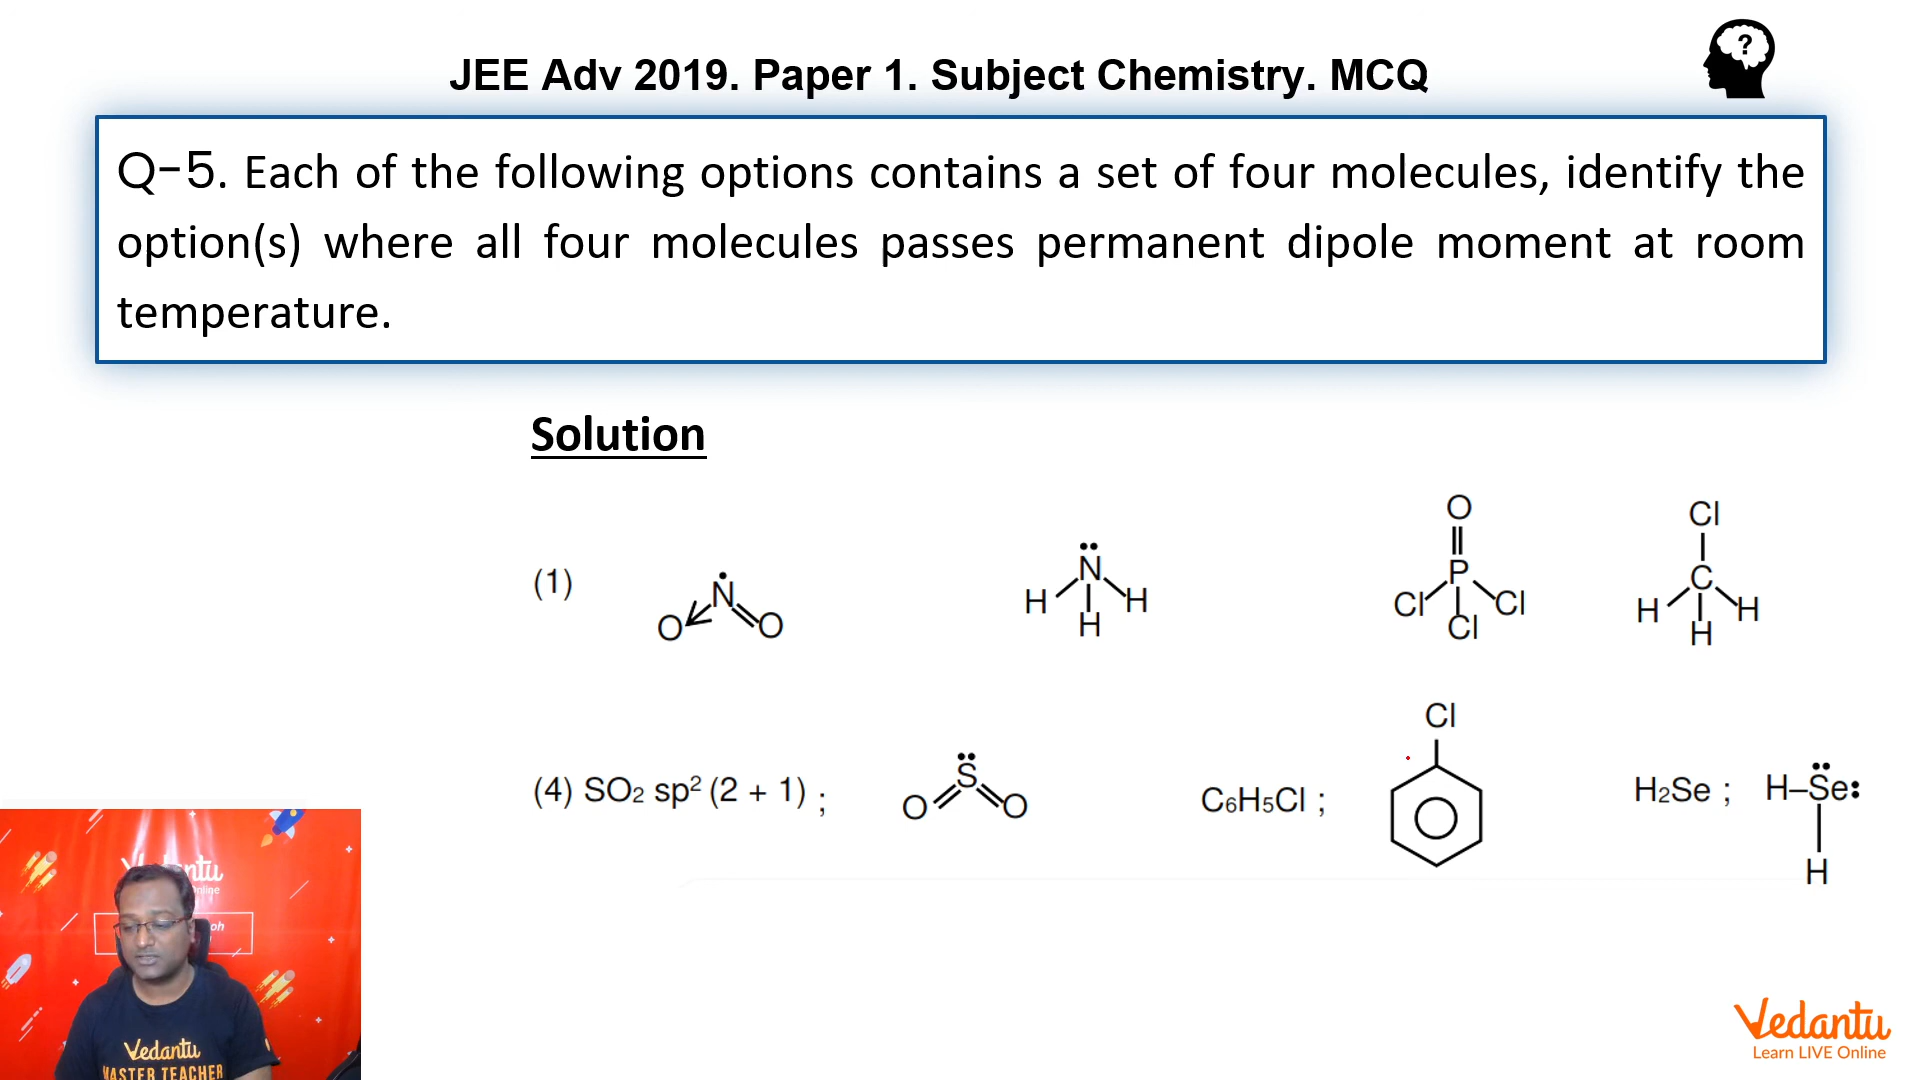 JEE Adv 2019. Paper 1. Subject Chemistry. MCQ
?
Q-5. Each of the following options contains a set of four molecules, identify the
option(s) where all four molecules passes permanent dipole moment at room
temperature.
Solution
(1)
O N O
H N H
H
O
P
Cl Cl
Cl
Cl
C
H H
H
(4) SO2 sp² (2 + 1) ;
S
O O
C6H5Cl ;
Cl
H2Se ; H–Se:
H
Vedantu
MASTER TEACHER
Vedantu
Learn LIVE Online